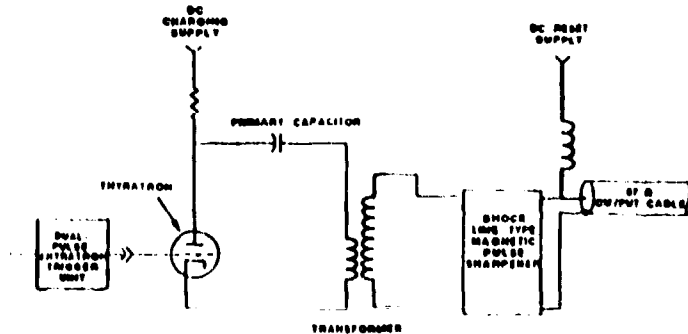 DC
CHARGING
SUPPLY
DC RESET
SUPPLY
PRIMARY CAPACITOR
THYRATRON
DUAL-
PULSE
THYRATRON
TRIGGER
UNIT
SHOCK
LINE TYPE
MAGNETIC
PULSE
SHARPENER
OUTPUT CABLE
TRANSFORMER